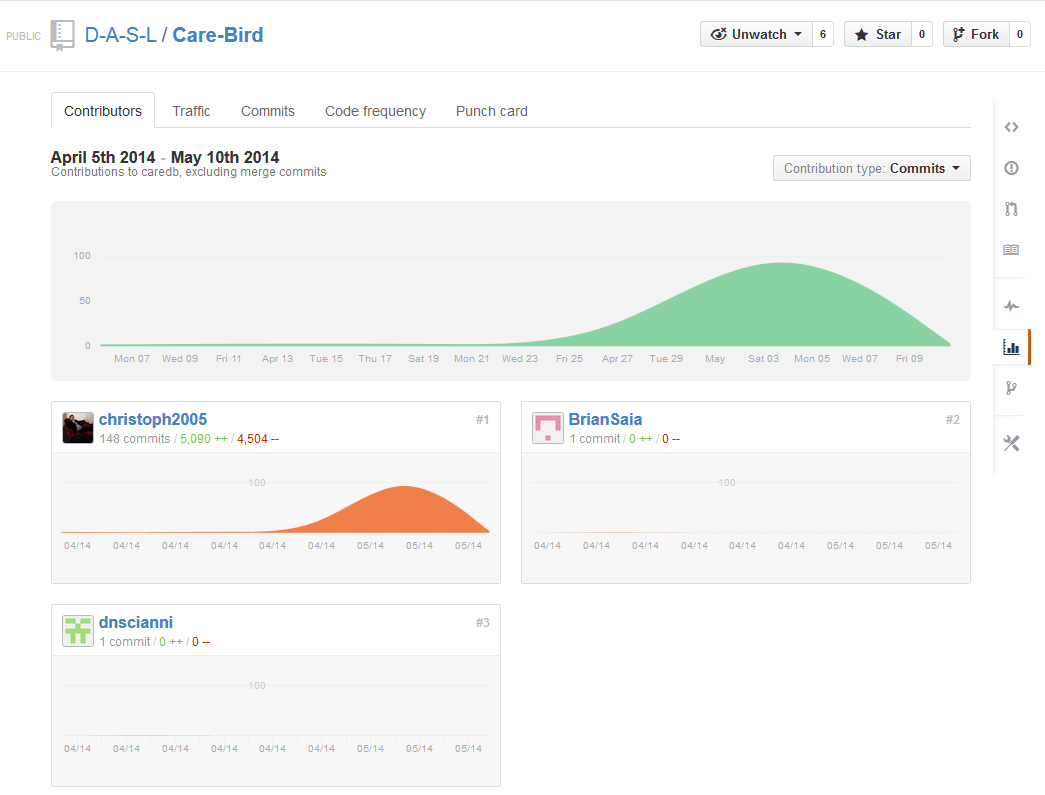 PUBLIC D-A-S-L / Care-Bird Unwatch 6 Star 0 Fork 0
Contributors Traffic Commits Code frequency Punch card
April 5th 2014 - May 10th 2014
Contributions to caredb, excluding merge commits
Contribution type: Commits
100
50
0
Mon 07 Wed 09 Fri 11 Apr 13 Tue 15 Thu 17 Sat 19 Mon 21 Wed 23 Fri 25 Apr 27 Tue 29 May Sat 03 Mon 05 Wed 07 Fri 09
christoph2005 #1
148 commits / 5,090 ++ / 4,504 --
100
04/14 04/14 04/14 04/14 04/14 04/14 05/14 05/14 05/14
BrianSaia #2
1 commit / 0 ++ / 0 --
100
04/14 04/14 04/14 04/14 04/14 04/14 05/14 05/14 05/14
dnscianni #3
1 commit / 0 ++ / 0 --
100
04/14 04/14 04/14 04/14 04/14 04/14 05/14 05/14 05/14